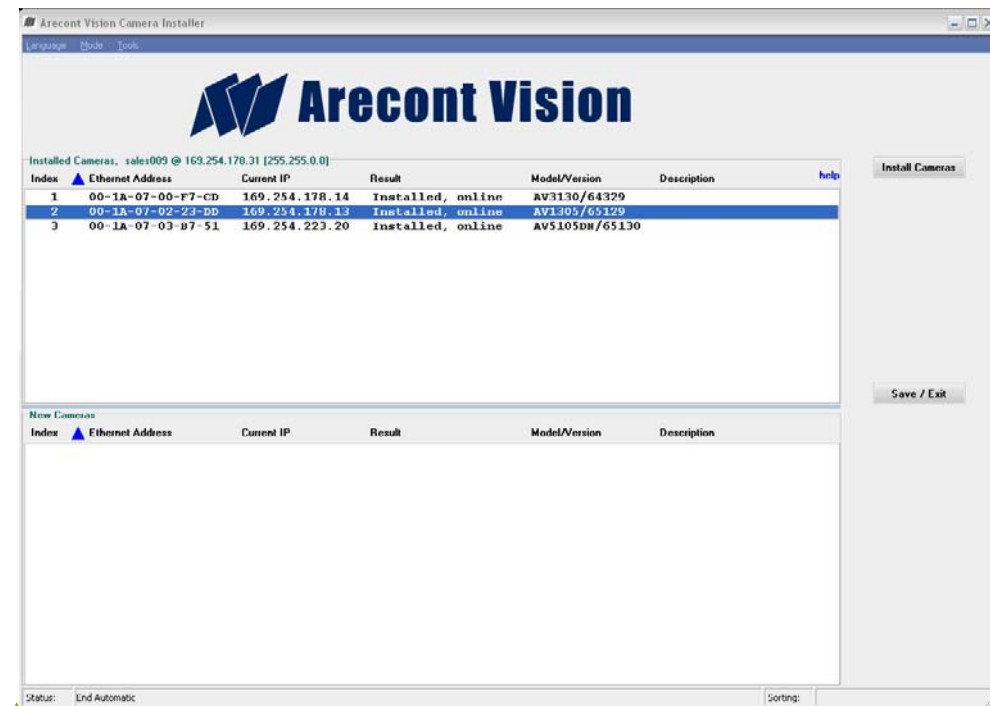 Arecont Vision Camera Installer
Language Mode Tools
Arecont Vision
Installed Cameras, sales009 @ 169.254.178.31 [255.255.0.0]
Install Cameras
Index Ethernet Address Current IP Result Model/Version Description help
1 00-1A-07-00-F7-CD 169.254.178.14 Installed, online AV3130/64329
2 00-1A-07-02-23-DD 169.254.178.13 Installed, online AV1305/65129
3 00-1A-07-03-B7-51 169.254.223.20 Installed, online AV5105DN/65130
Save / Exit
New Cameras
Index Ethernet Address Current IP Result Model/Version Description
Status: End Automatic Sorting: